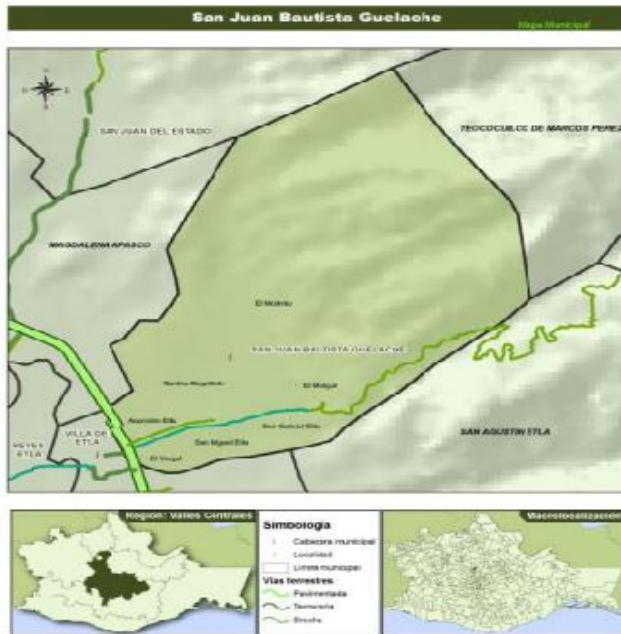 San Juan Bautista Guelache
Mapa Municipal
SAN JUAN DEL ESTADO
TEOCOCUILCO DE MARCOS PEREZ
MAGDALENA APASCO
El Molinito
SAN JUAN BAUTISTA GUELACHE
El Mogul
Asunción Etla
San Gabriel Etla
VILLA DE ETLA
San Miguel Etla
REYES ETLA
El Vergel
SAN AGUSTIN ETLA
Región: Valles Centrales
Simbología
Cabecera municipal
Localidad
Límite municipal
Vías terrestres
Pavimentada
Terracería
Brecha
Macrolocalización